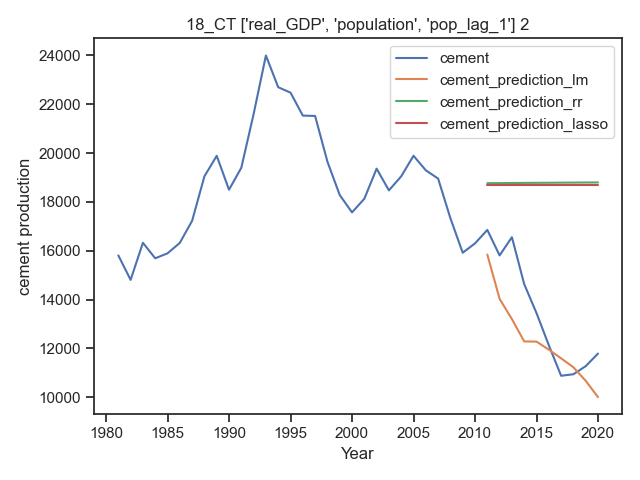 18_CT ['real_GDP', 'population', 'pop_lag_1'] 2
cement
cement_prediction_lm
cement_prediction_rr
cement_prediction_lasso
24000
22000
20000
18000
16000
14000
12000
10000
cement production
1980 1985 1990 1995 2000 2005 2010 2015 2020
Year